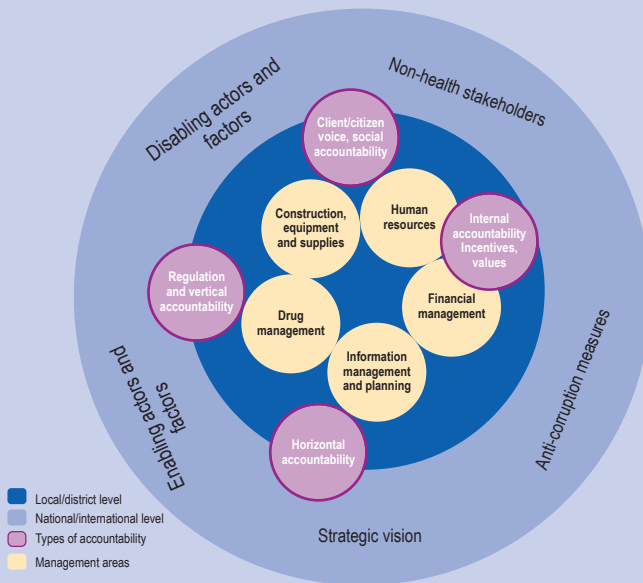 Disabling actors and
factors
Non-health stakeholders
Client/citizen
voice, social
accountability
Construction,
equipment
and supplies
Human
resources
Internal
accountability
Incentives,
values
Regulation
and vertical
accountability
Drug
management
Financial
management
Information
management
and planning
Enabling actors and
factors
Anti-corruption measures
Horizontal
accountability
Strategic vision
Local/district level
National/international level
Types of accountability
Management areas